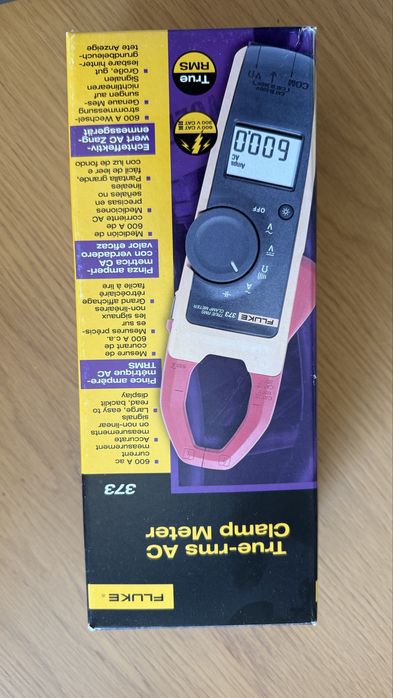 FLUKE®
True-rms AC
Clamp Meter
373
600 A ac
current
measurement
Accurate
measurements
on non-linear
signals
Large, easy to
read, backlit
display
Pince ampère-
métrique AC
TRMS
Mesure de
courant de
600 A c.a.
Mesures précis-
es sur
les signaux
non-linéaires
Grand affichage
rétroéclairé
facile à lire
Pinza amperi-
métrica CA
con verdadero
valor eficaz
Medición de
600 A de
corriente AC
Mediciones
precisas en
señales no
lineales
Pantalla grande,
fácil de leer e
con luz de fondo
Echteffektiv-
wert AC Zang-
enmessgerät
600 A Wechsel-
strommessung
Genaue Mes-
sungen auf
nichtlinearen
Signalen
Große, gut
lesbare hinter-
grundbeleuch-
tete Anzeige
FLUKE
373
TRUE RMS
CLAMP METER
OFF
Amps
AC
600.0
COM
VΩ
600 V CAT III
300 V CAT IV
True
RMS